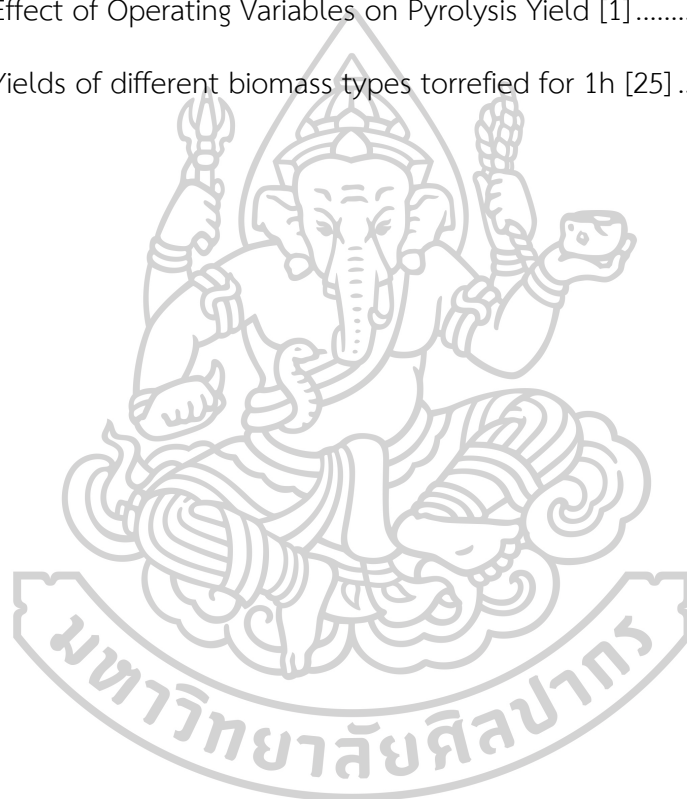 Effect of Operating Variables on Pyrolysis Yield [1]........
Yields of different biomass types torrefied for 1h [25]..
มหาวิทยาลัยศิลปากร